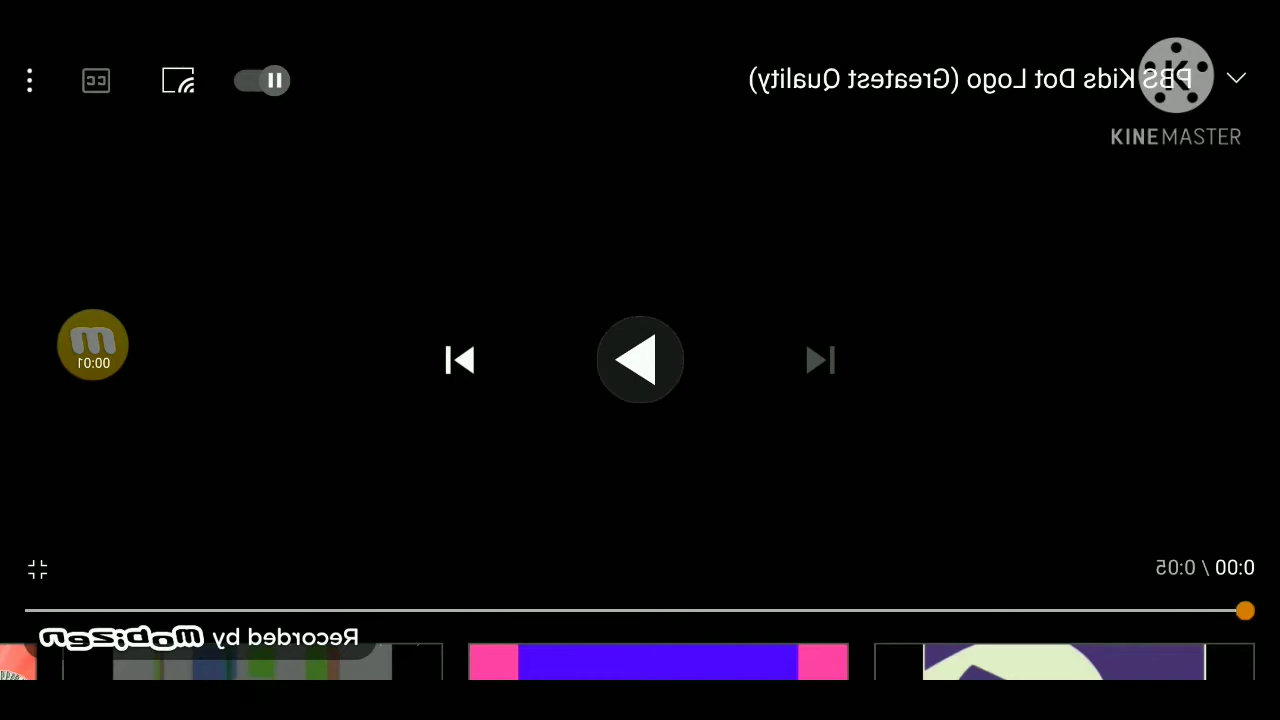 PBS Kids Dot Logo (Greatest Quality)
KINEMASTER
00:01
0:00 / 0:05
Recorded by mobizen